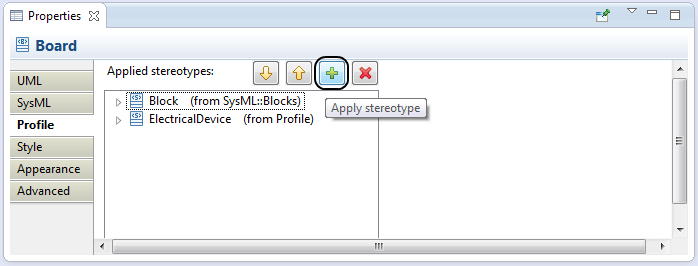 Properties
Board
Applied stereotypes:
UML
SysML
Profile
Style
Appearance
Advanced
Block (from SysML::Blocks)
ElectricalDevice (from Profile)
Apply stereotype